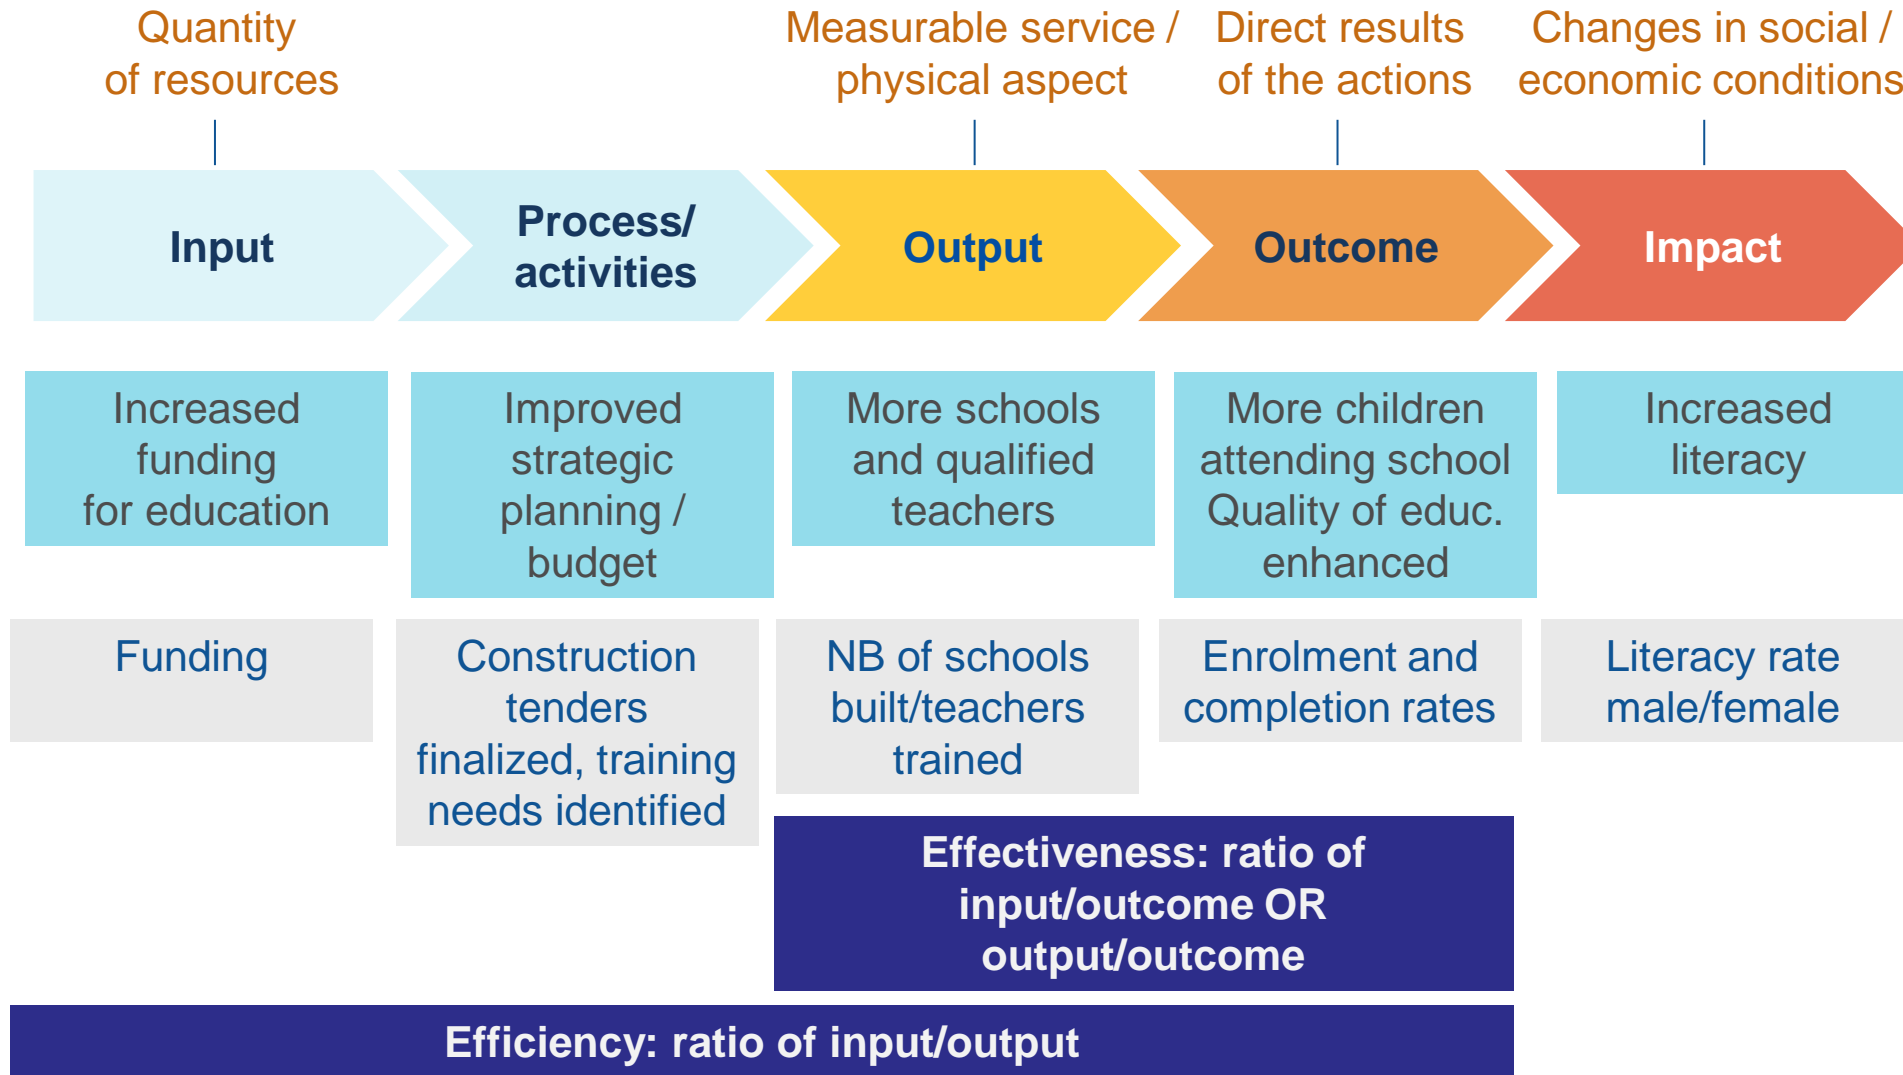 Quantity
of resources
Measurable service /
physical aspect
Direct results
of the actions
Changes in social /
economic conditions
Input
Process/
activities
Output
Outcome
Impact
Increased
funding
for education
Improved
strategic
planning /
budget
More schools
and qualified
teachers
More children
attending school
Quality of educ.
enhanced
Increased
literacy
Funding
Construction
tenders
finalized, training
needs identified
NB of schools
built/teachers
trained
Enrolment and
completion rates
Literacy rate
male/female
Effectiveness: ratio of
input/outcome OR
output/outcome
Efficiency: ratio of input/output